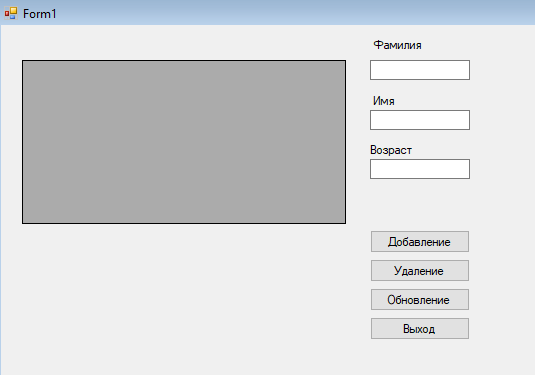 Form1
Фамилия
Имя
Возраст
Добавление
Удаление
Обновление
Выход